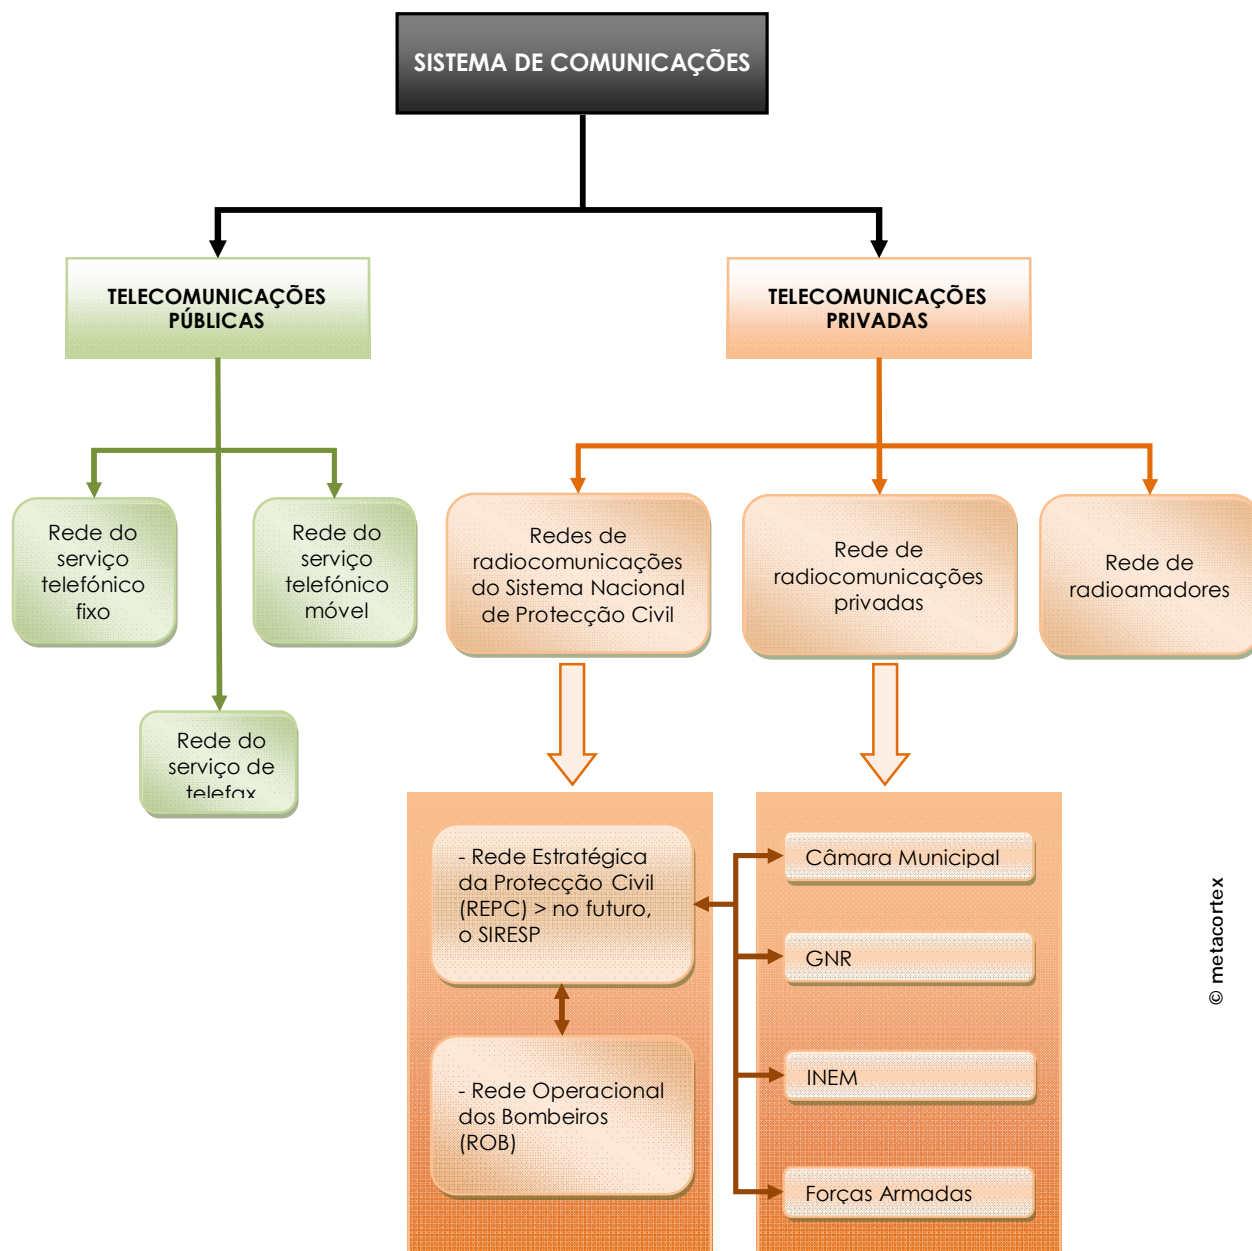 SISTEMA DE COMUNICAÇÕES
TELECOMUNICAÇÕES
PÚBLICAS
TELECOMUNICAÇÕES
PRIVADAS
Rede do
serviço
telefónico
fixo
Rede do
serviço
telefónico
móvel
Redes de
radiocomunicações
do Sistema Nacional
de Protecção Civil
Rede de
radiocomunicações
privadas
Rede de
radioamadores
Rede do
serviço de
telefax
- Rede Estratégica
da Protecção Civil
(REPC) > no futuro,
o SIRESP
- Rede Operacional
dos Bombeiros
(ROB)
Câmara Municipal
GNR
INEM
Forças Armadas
© metacortex